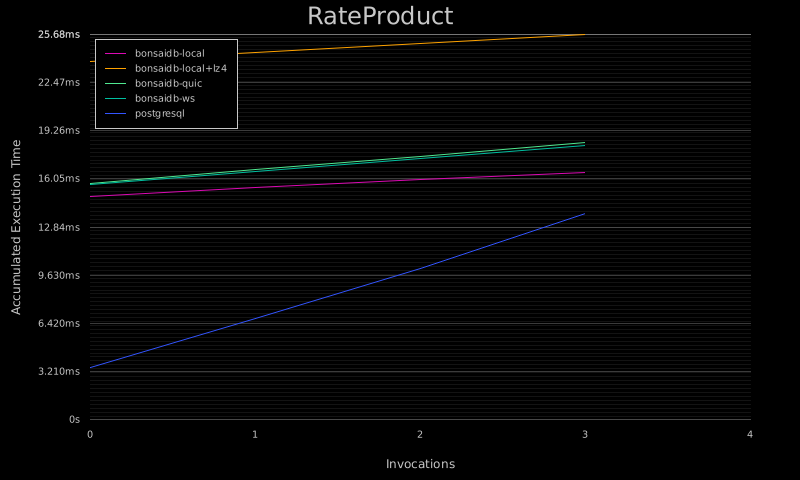 RateProduct
25.68ms
22.47ms
19.26ms
16.05ms
12.84ms
9.630ms
6.420ms
3.210ms
0s
bonsaidb-local
bonsaidb-local+lz4
bonsaidb-quic
bonsaidb-ws
postgresql
Accumulated Execution Time
0 1 2 3 4
Invocations